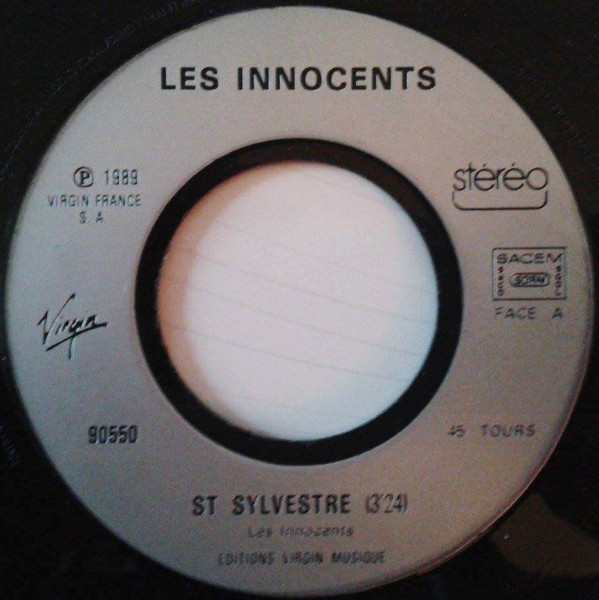 LES INNOCENTS
℗ 1989
VIRGIN FRANCE
S.A.
stéréo
SACEM
SDRM
FACE A
Virgin
90550
45 TOURS
ST SYLVESTRE (3'24)
Les Innocents
EDITIONS VIRGIN MUSIQUE